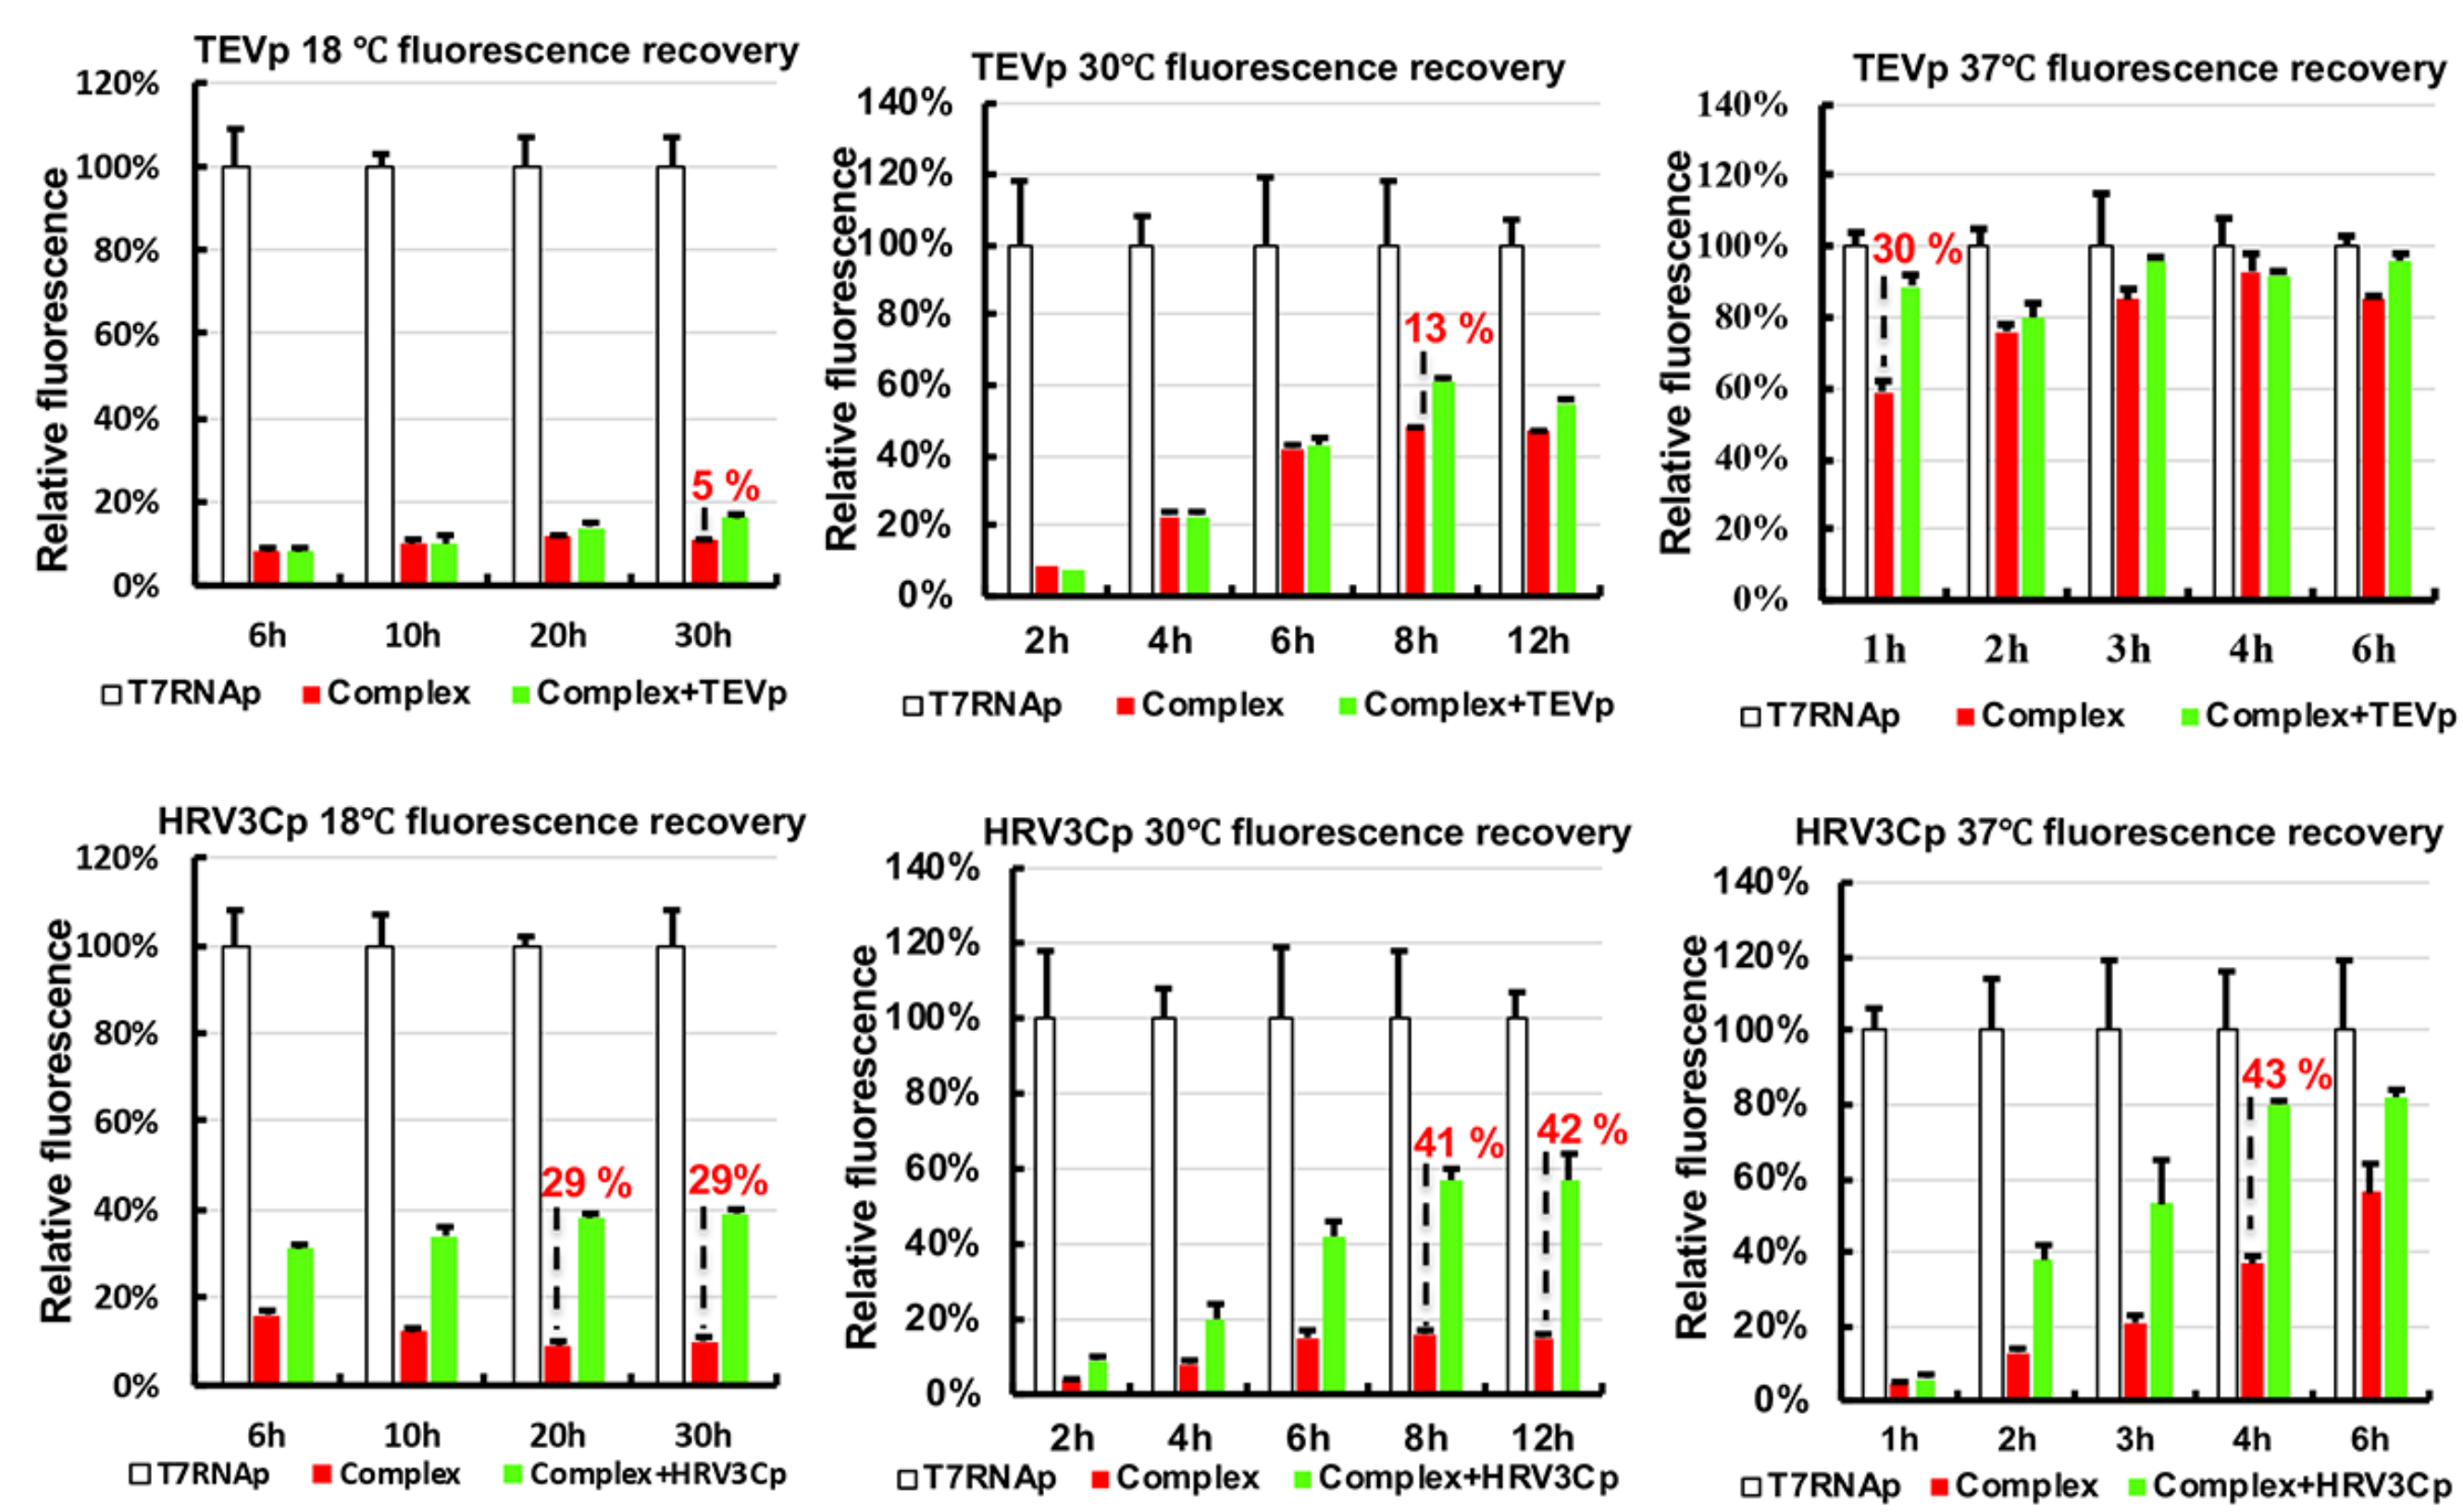 TEVp 18 ℃ fluorescence recovery
Relative fluorescence
120%
100%
80%
60%
40%
20%
0%
5 %
6h 10h 20h 30h
T7RNAp Complex Complex+TEVp
TEVp 30℃ fluorescence recovery
Relative fluorescence
140%
120%
100%
80%
60%
40%
20%
0%
13 %
2h 4h 6h 8h 12h
T7RNAp Complex Complex+TEVp
TEVp 37℃ fluorescence recovery
Relative fluorescence
140%
120%
100%
80%
60%
40%
20%
0%
30 %
1h 2h 3h 4h 6h
T7RNAp Complex Complex+TEVp
HRV3Cp 18℃ fluorescence recovery
Relative fluorescence
120%
100%
80%
60%
40%
20%
0%
29 % 29%
6h 10h 20h 30h
T7RNAp Complex Complex+HRV3Cp
HRV3Cp 30℃ fluorescence recovery
Relative fluorescence
140%
120%
100%
80%
60%
40%
20%
0%
41 % 42 %
2h 4h 6h 8h 12h
T7RNAp Complex Complex+HRV3Cp
HRV3Cp 37℃ fluorescence recovery
Relative fluorescence
140%
120%
100%
80%
60%
40%
20%
0%
43 %
1h 2h 3h 4h 6h
T7RNAp Complex Complex+HRV3Cp